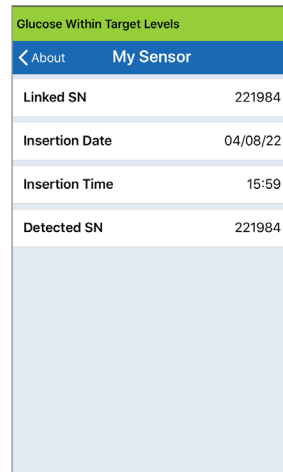 Glucose Within Target Levels
About My Sensor
Linked SN 221984
Insertion Date 04/08/22
Insertion Time 15:59
Detected SN 221984